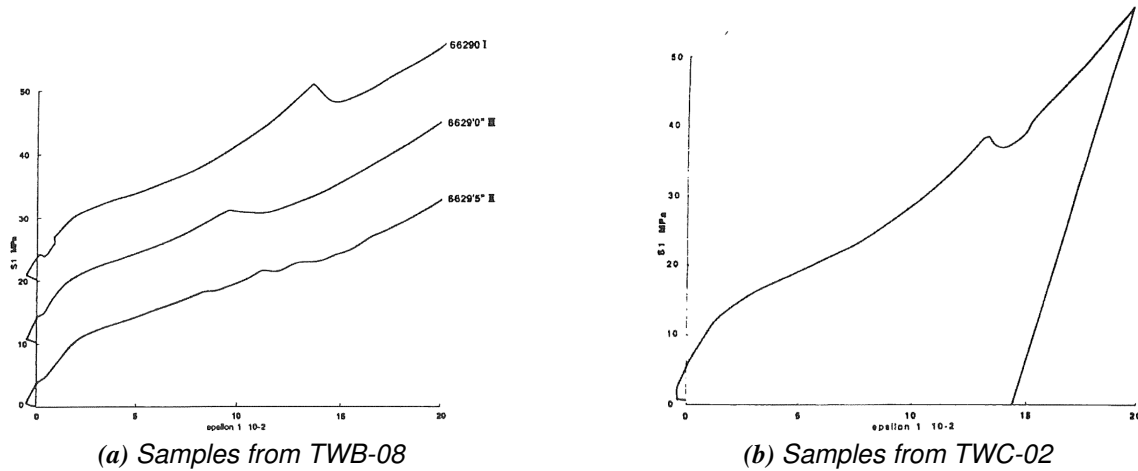 66290 I
6629'0" III
6629'5" II
50
40
30
20
10
0
S1 MPa
0 5 10 15 20
epsilon 1 10-2
(a) Samples from TWB-08
50
40
30
20
10
0
S1 MPa
0 5 10 15 20
epsilon 1 10-2
(b) Samples from TWC-02